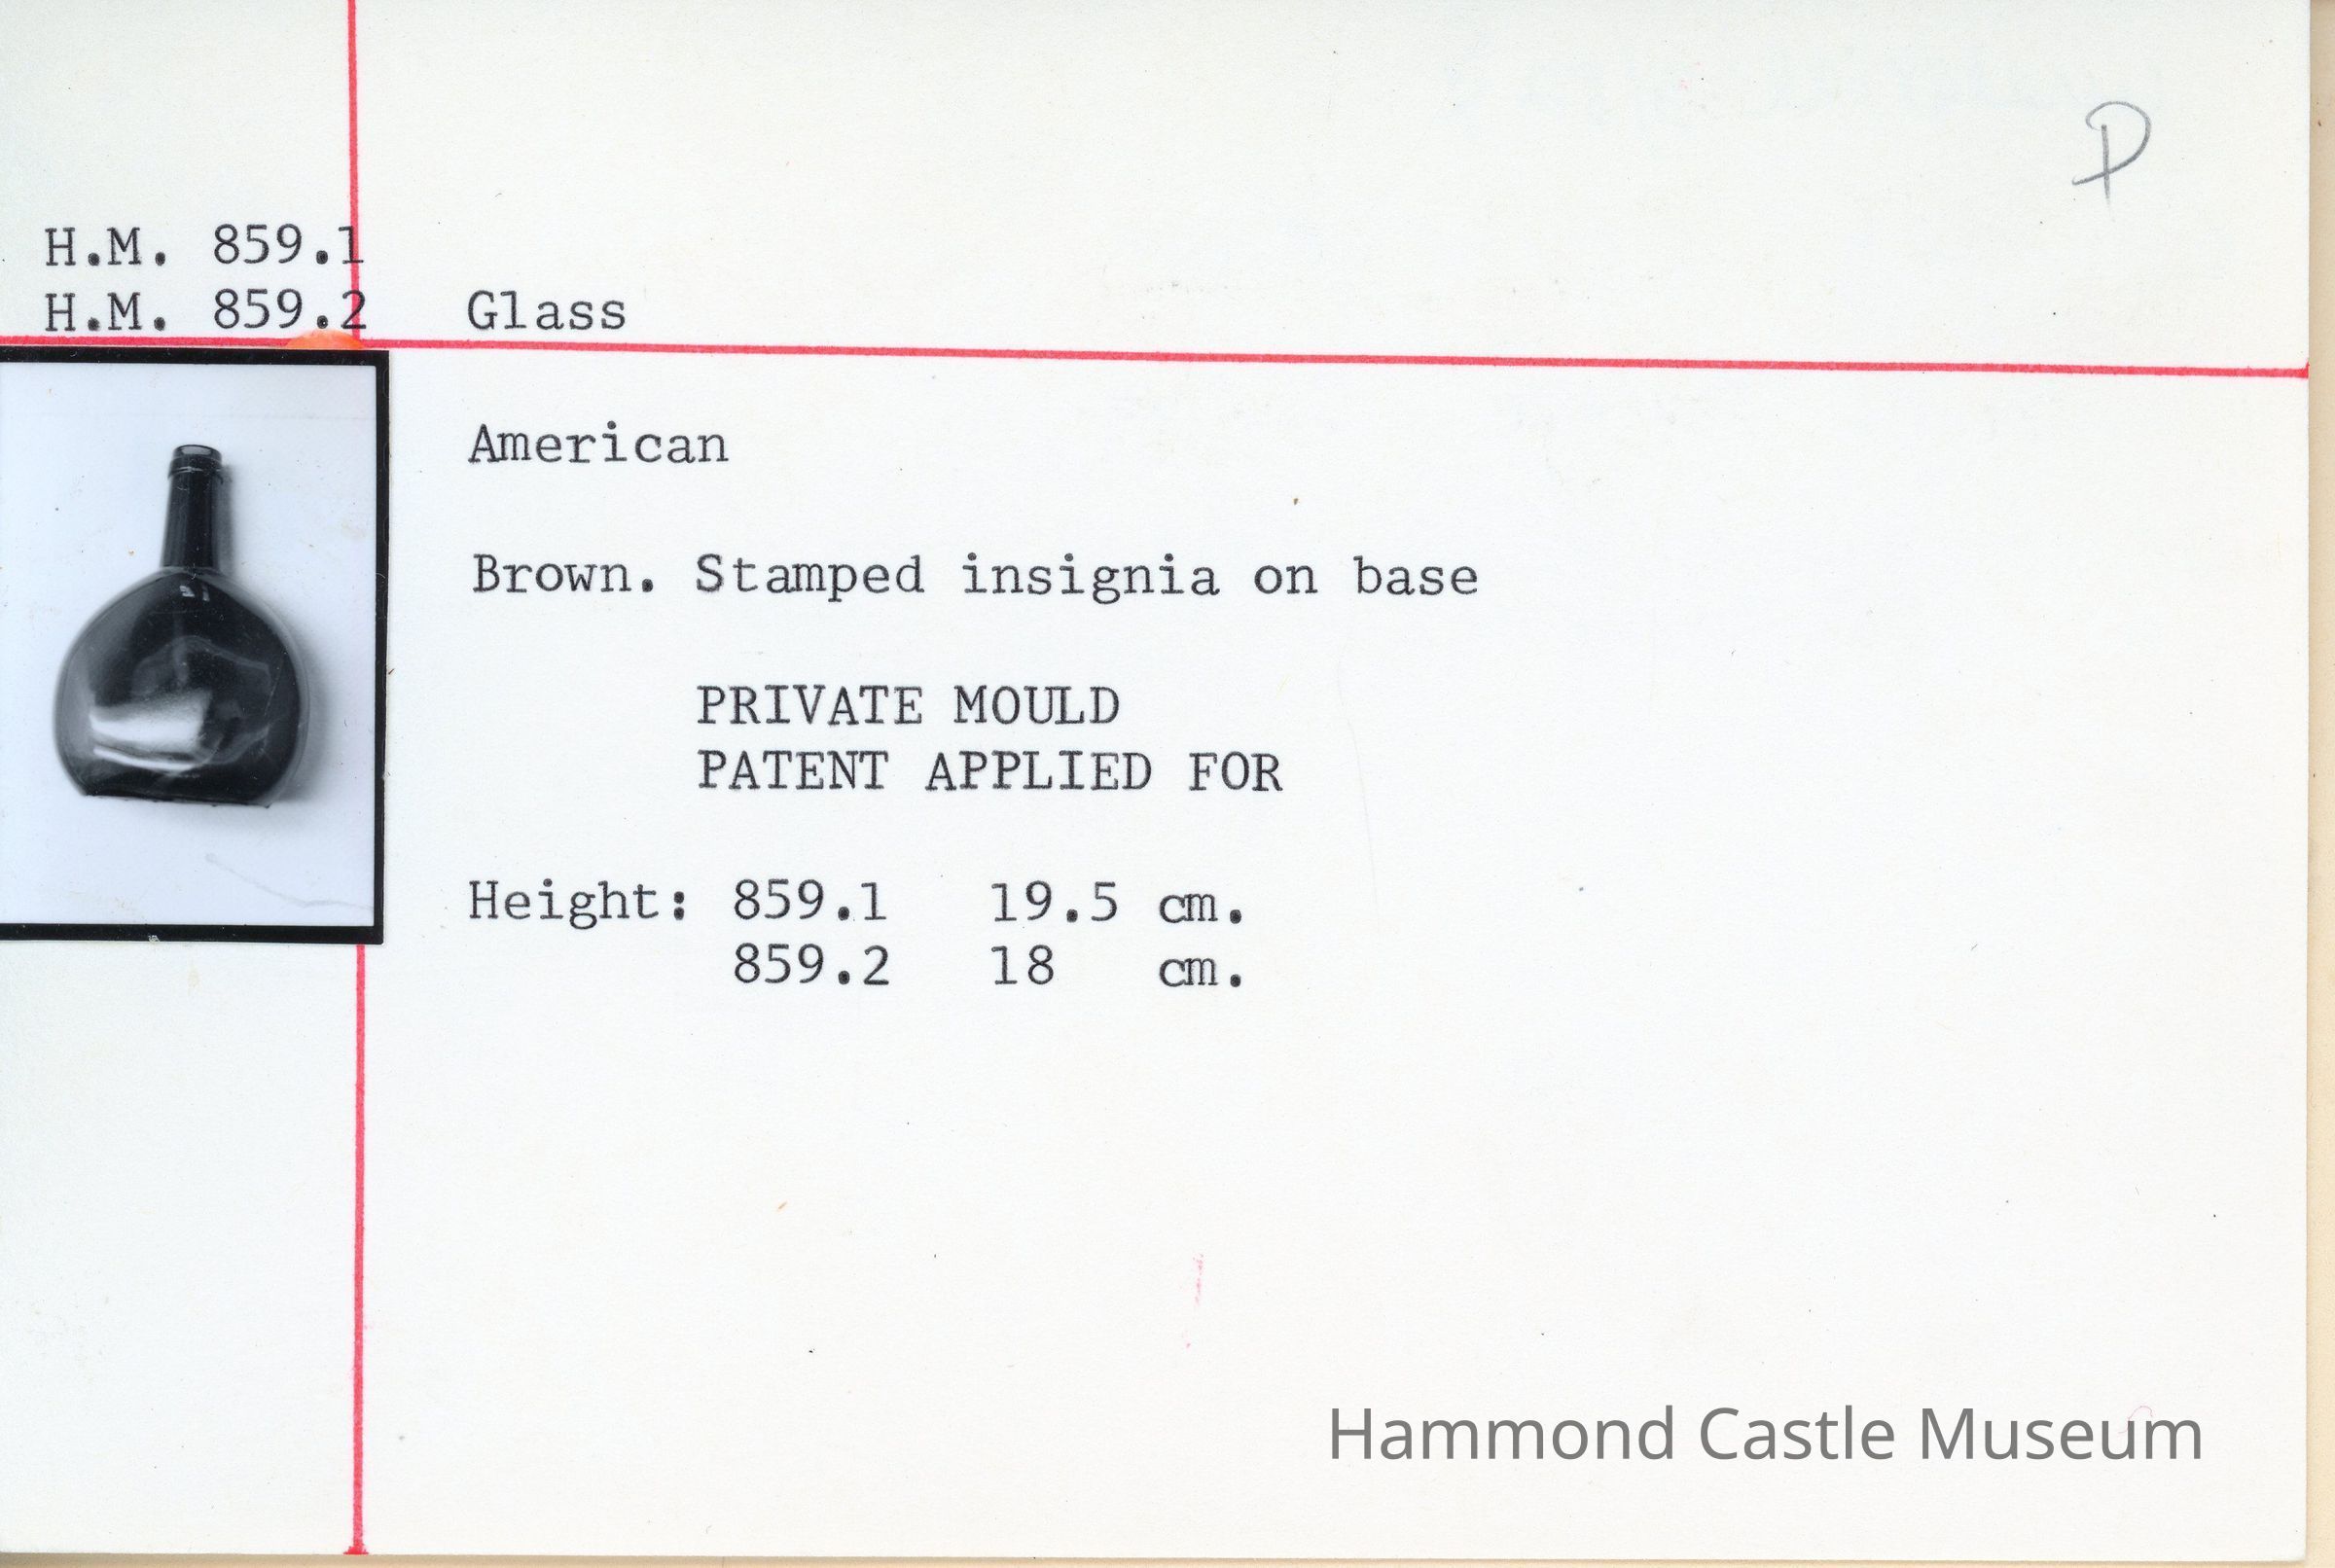 P
H.M. 859.1
H.M. 859.2 Glass
American
Brown. Stamped insignia on base
PRIVATE MOULD
PATENT APPLIED FOR
Height: 859.1 19.5 cm.
859.2 18 cm.
Hammond Castle Museum